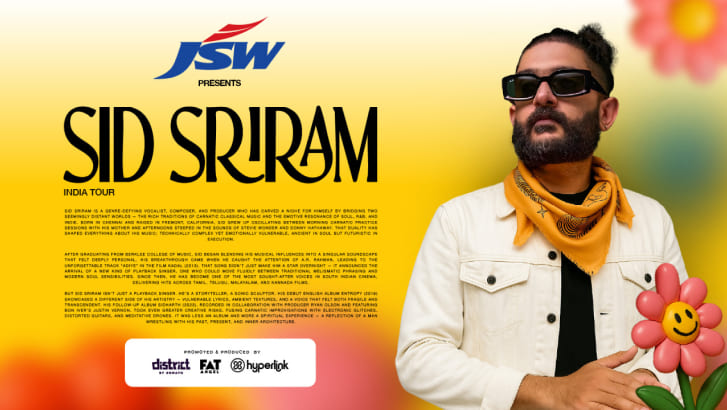 JSW
PRESENTS
SID SRIRAM
INDIA TOUR
SID SRIRAM IS A GENRE-DEFYING VOCALIST, COMPOSER, AND PRODUCER WHO HAS CARVED A NICHE FOR HIMSELF BY BRIDGING TWO
SEEMINGLY DISTANT WORLDS — THE RICH TRADITIONS OF CARNATIC CLASSICAL MUSIC AND THE EMOTIVE RESONANCE OF SOUL, R&B, AND
INDIE. BORN IN CHENNAI AND RAISED IN FREMONT, CALIFORNIA, SID GREW UP OSCILLATING BETWEEN MORNING CARNATIC PRACTICE
SESSIONS WITH HIS MOTHER AND AFTERNOONS STEEPED IN THE SOUNDS OF STEVIE WONDER AND DONNY HATHAWAY. THAT DUALITY HAS
SHAPED EVERYTHING ABOUT HIS MUSIC: TECHNICALLY COMPLEX YET EMOTIONALLY VULNERABLE, ANCIENT IN SOUL BUT FUTURISTIC IN
EXECUTION.
AFTER GRADUATING FROM BERKLEE COLLEGE OF MUSIC, SID BEGAN BLENDING HIS MUSICAL INFLUENCES INTO A SINGULAR SOUNDSCAPE
THAT FELT DEEPLY PERSONAL. HIS BREAKTHROUGH CAME WHEN HE CAUGHT THE ATTENTION OF A.R. RAHMAN, LEADING TO THE
UNFORGETTABLE TRACK "ADIYE" IN THE FILM KADAL (2013). THAT SONG DIDN'T JUST MAKE HIM A STAR OVERNIGHT — IT ANNOUNCED THE
ARRIVAL OF A NEW KIND OF PLAYBACK SINGER, ONE WHO COULD MOVE FLUIDLY BETWEEN TRADITIONAL MELISMATIC PHRASING AND
MODERN SOUL SENSIBILITIES. SINCE THEN, HE HAS BECOME ONE OF THE MOST SOUGHT-AFTER VOICES IN SOUTH INDIAN CINEMA,
DELIVERING HITS ACROSS TAMIL, TELUGU, MALAYALAM, AND KANNADA FILMS.
BUT SID SRIRAM ISN'T JUST A PLAYBACK SINGER. HE'S A STORYTELLER, A SONIC SCULPTOR. HIS DEBUT ENGLISH ALBUM ENTROPY (2019)
SHOWCASED A DIFFERENT SIDE OF HIS ARTISTRY — VULNERABLE LYRICS, AMBIENT TEXTURES, AND A VOICE THAT FELT BOTH FRAGILE AND
TRANSCENDENT. HIS FOLLOW-UP ALBUM SIDHARTH (2023), RECORDED IN COLLABORATION WITH PRODUCER RYAN OLSON AND FEATURING
BON IVER'S JUSTIN VERNON, TOOK EVEN GREATER CREATIVE RISKS, FUSING CARNATIC IMPROVISATIONS WITH ELECTRONIC GLITCHES,
DISTORTED GUITARS, AND MEDITATIVE DRONES. IT WAS LESS AN ALBUM AND MORE A SPIRITUAL EXPERIENCE — A REFLECTION OF A MAN
WRESTLING WITH HIS PAST, PRESENT, AND INNER ARCHITECTURE.
PROMOTED & PRODUCED BY
district
BY ZOMATO
FAT
ANGEL
hyperlink